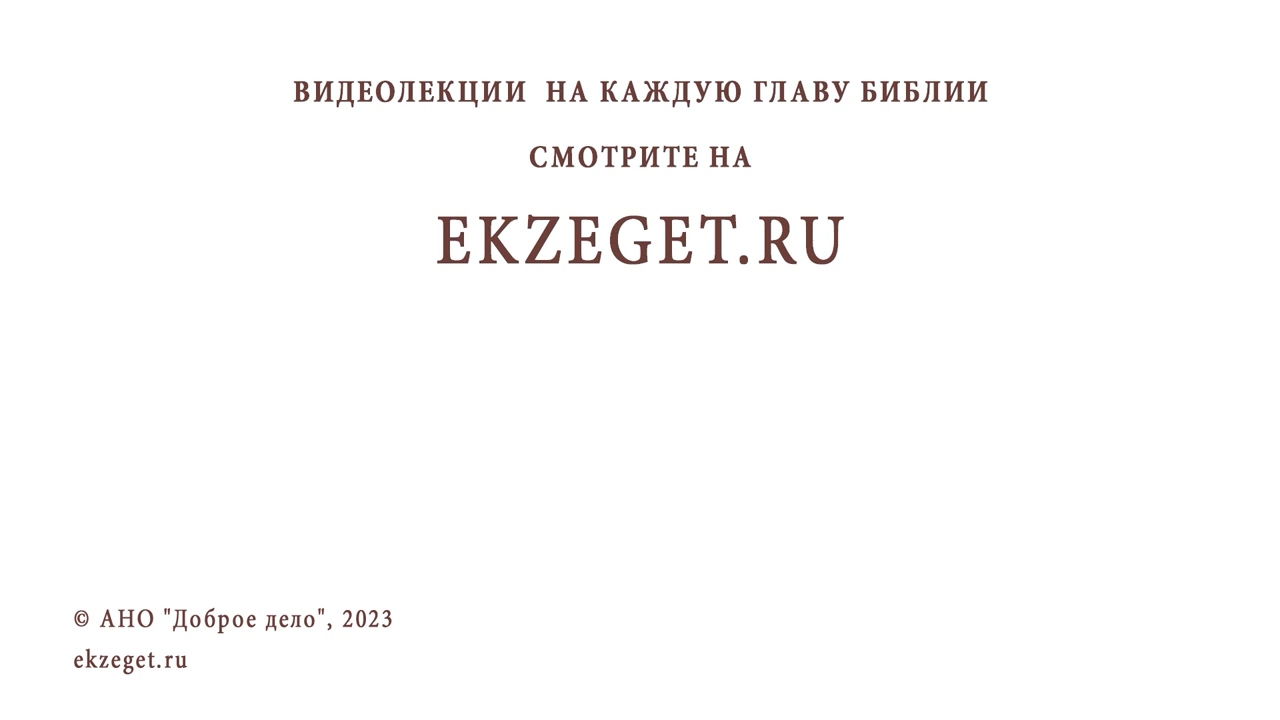 ВИДЕОЛЕКЦИИ НА КАЖДУЮ ГЛАВУ БИБЛИИ
СМОТРИТЕ НА
EKZEGET.RU
© АНО "Доброе дело", 2023
ekzeget.ru